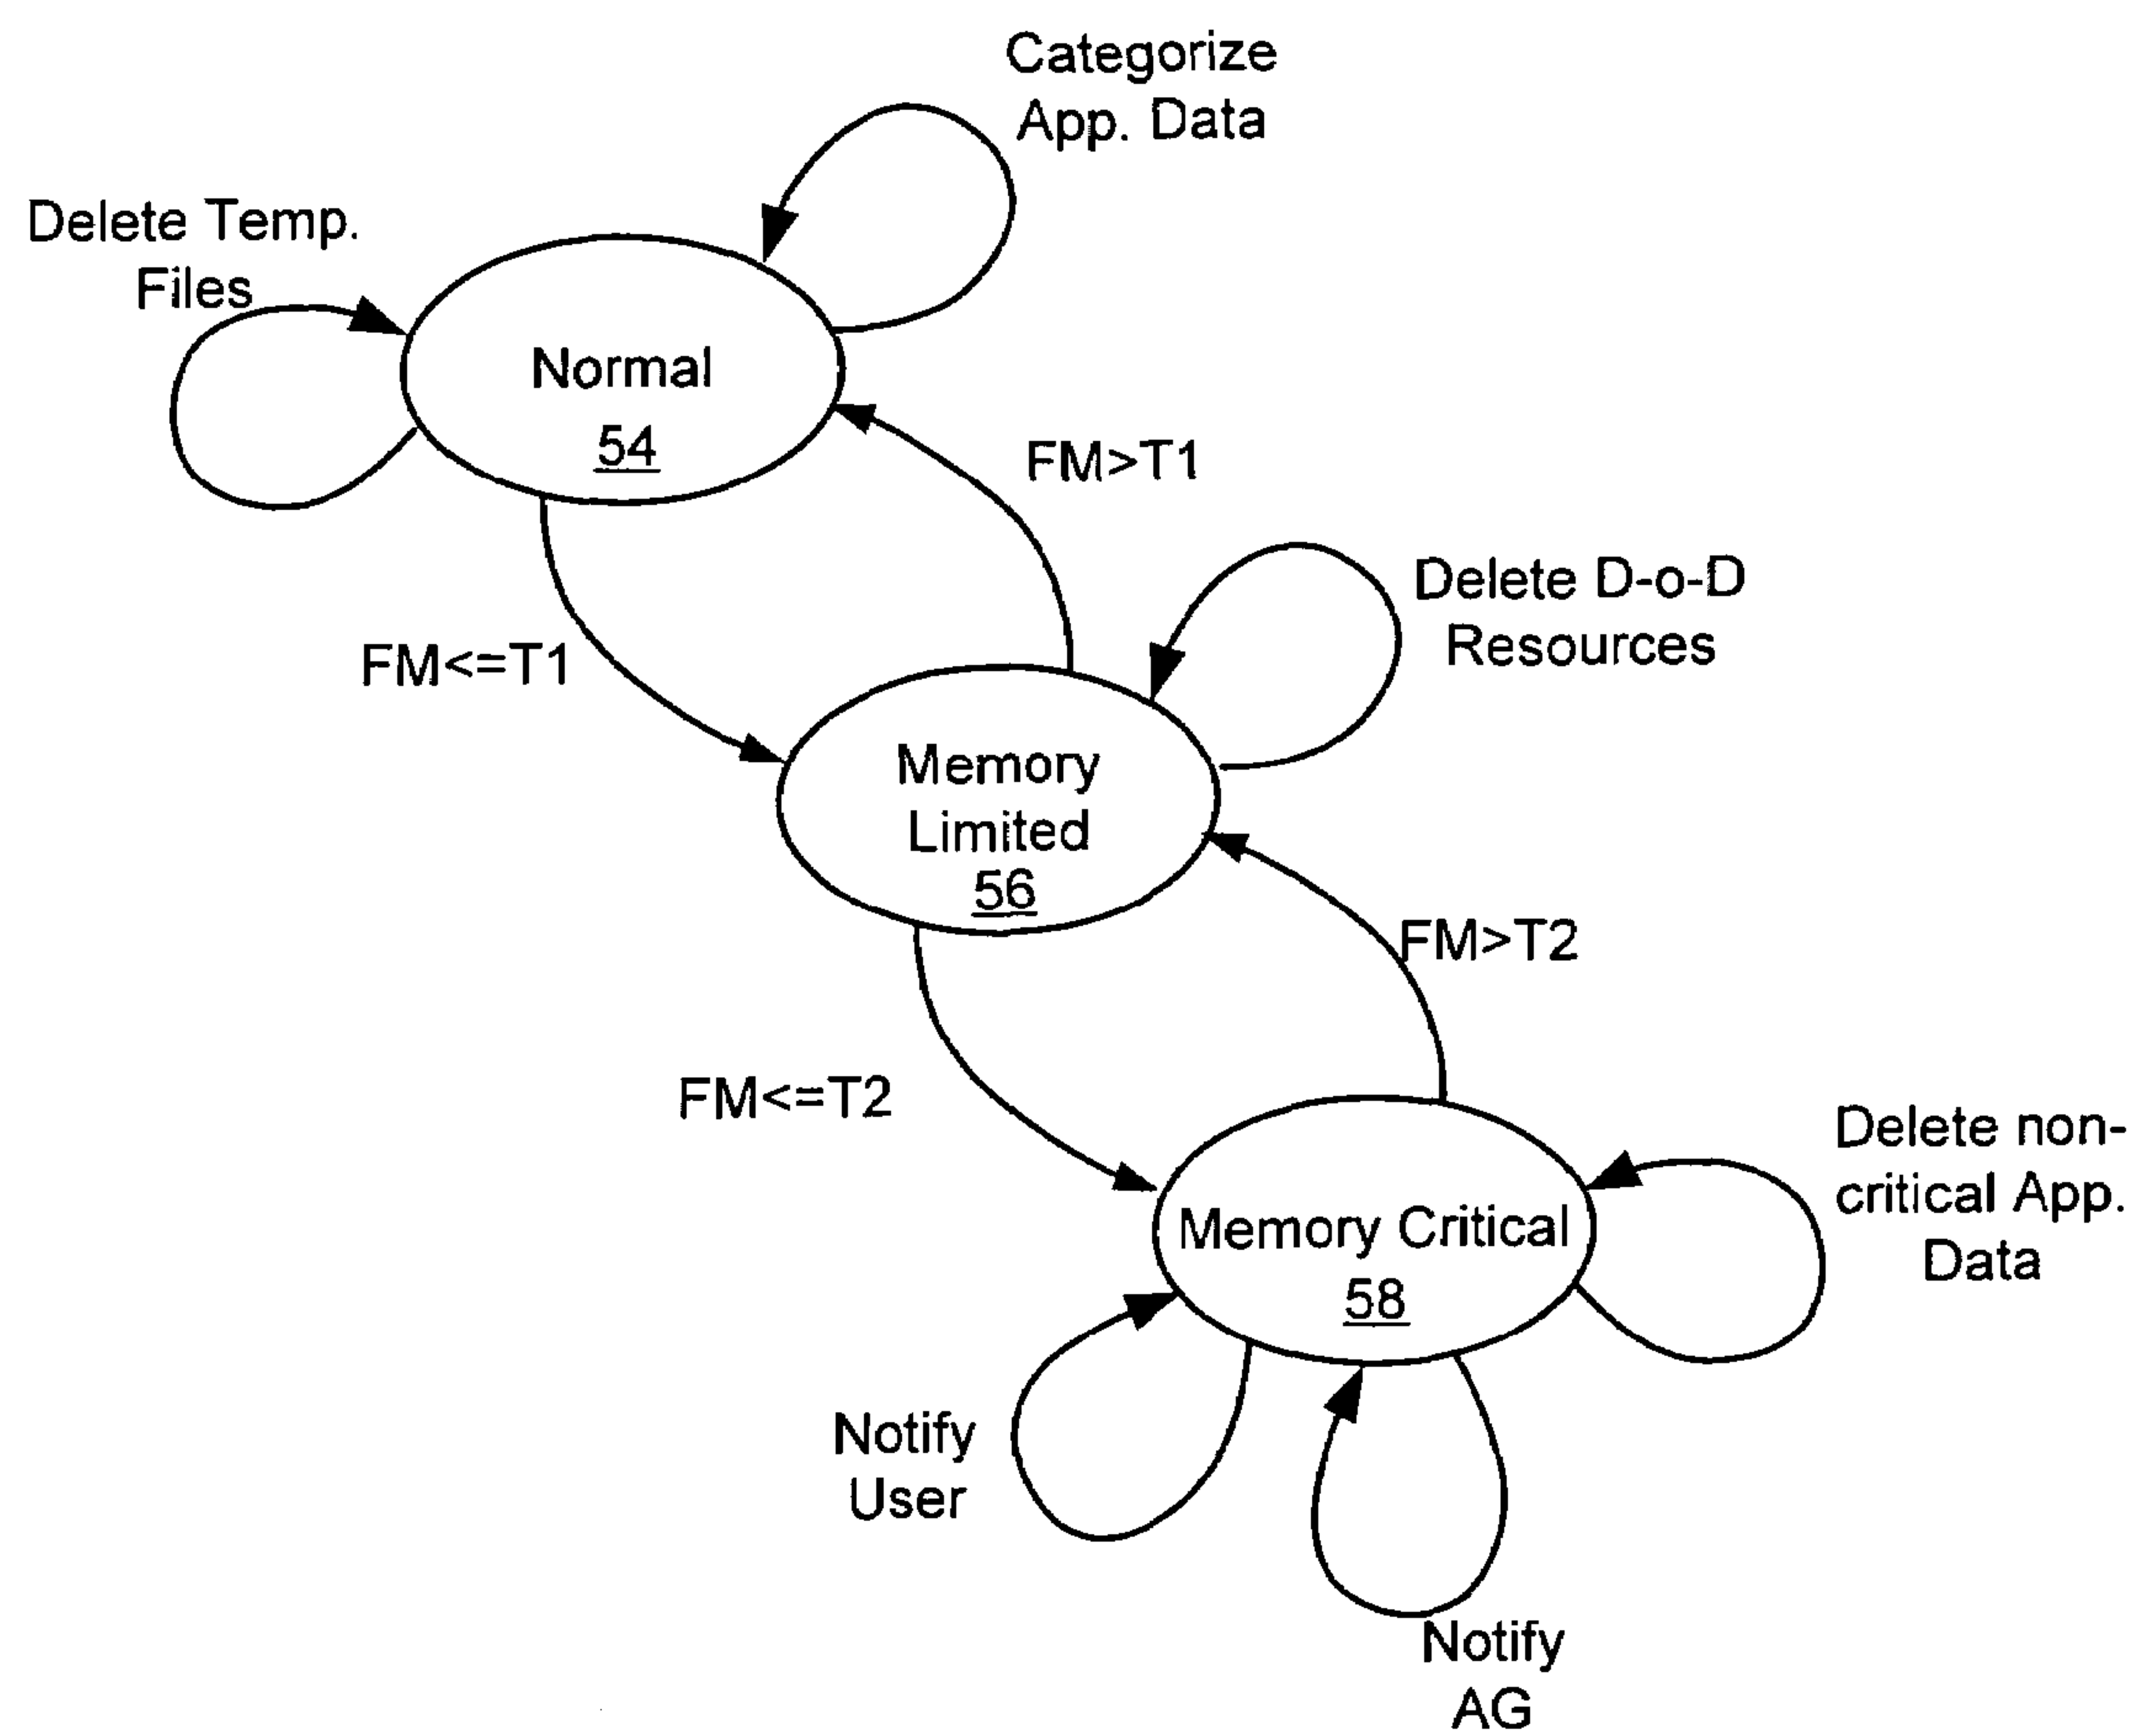 Categorize
App. Data
Delete Temp.
Files
Normal
54
FM>T1
FM<=T1
Delete D-o-D
Resources
Memory
Limited
56
FM>T2
FM<=T2
Delete non-
critical App.
Data
Memory Critical
58
Notify
User
Notify
AG